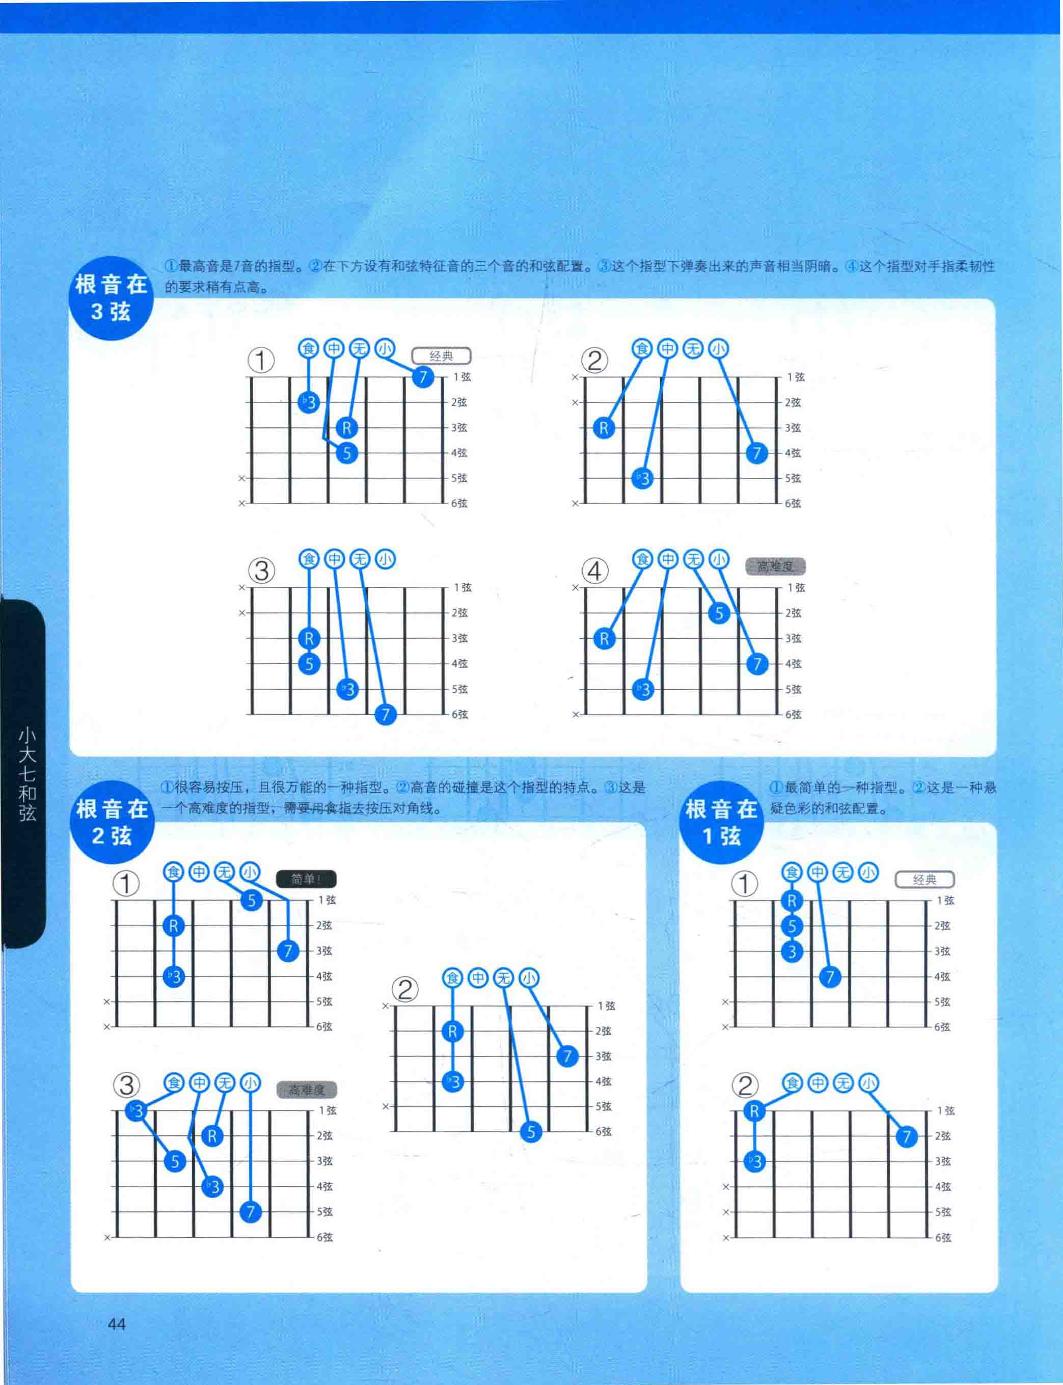 根音在
3弦
①最高音是7音的指型。②在下方设有和弦特征音的三个音的和弦配置。③这个指型下弹奏出来的声音相当阴暗。④这个指型对手指柔韧性
的要求稍有点高。
① 食 中 无 小 经典
7 1弦
♭3 2弦
R 3弦
5 4弦
× 5弦
× 6弦
② 食 中 无 小
× 1弦
× 2弦
R 3弦
7 4弦
♭3 5弦
× 6弦
③ 食 中 无 小
× 1弦
× 2弦
R 3弦
5 4弦
♭3 5弦
7 6弦
④ 食 中 无 小 高难度
× 1弦
5 2弦
R 3弦
7 4弦
♭3 5弦
× 6弦
小大七和弦
根音在
2弦
①很容易按压，且很万能的一种指型。②高音的碰撞是这个指型的特点。③这是
一个高难度的指型，需要用食指去按压对角线。
① 食 中 无 小 简单!
5 1弦
R 2弦
7 3弦
♭3 4弦
× 5弦
× 6弦
② 食 中 无 小
× 1弦
R 2弦
7 3弦
♭3 4弦
× 5弦
5 6弦
③ 食 中 无 小 高难度
♭3 1弦
R 2弦
5 3弦
♭3 4弦
7 5弦
× 6弦
根音在
1弦
①最简单的一种指型。②这是一种悬
疑色彩的和弦配置。
① 食 中 无 小 经典
R 1弦
5 2弦
3 3弦
7 4弦
× 5弦
× 6弦
② 食 中 无 小
R 1弦
7 2弦
♭3 3弦
× 4弦
× 5弦
× 6弦
44